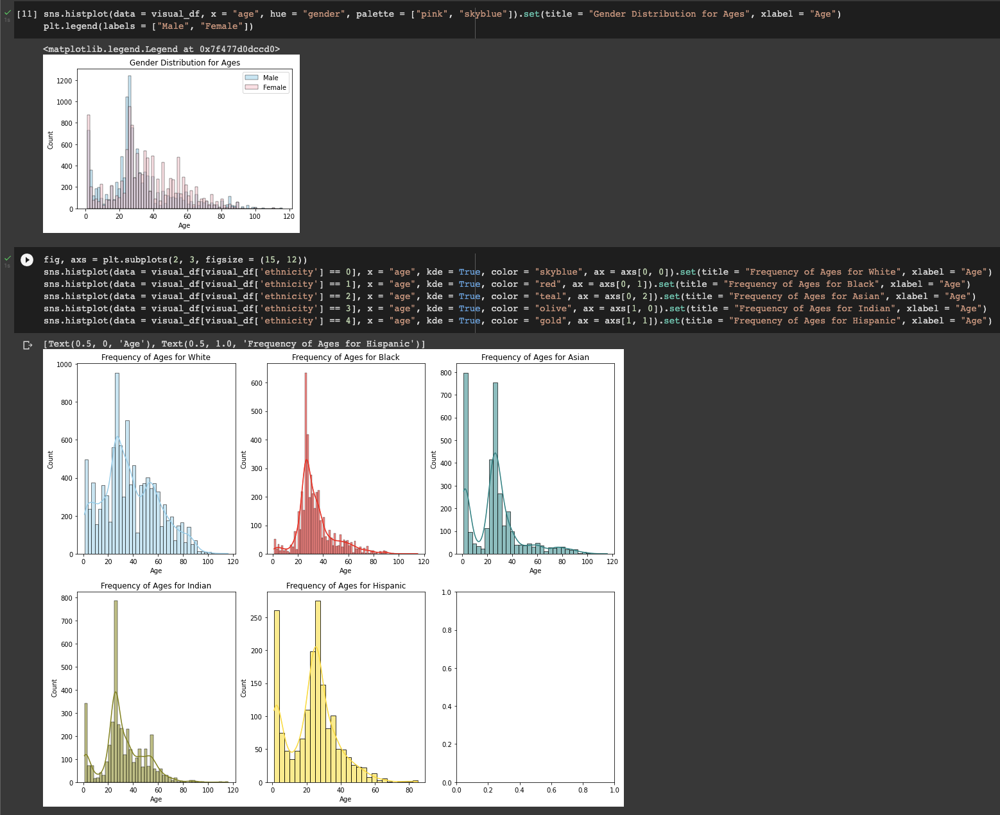 [11] sns.histplot(data = visual_df, x = "age", hue = "gender", palette = ["pink", "skyblue"]).set(title = "Gender Distribution for Ages", xlabel = "Age")
1s
plt.legend(labels = ["Male", "Female"])
<matplotlib.legend.Legend at 0x7f477d0dccd0>
Gender Distribution for Ages
Male
Female
1200
1000
800
600
400
200
0
Count
0 20 40 60 80 100 120
Age
fig, axs = plt.subplots(2, 3, figsize = (15, 12))
1s
sns.histplot(data = visual_df[visual_df['ethnicity'] == 0], x = "age", kde = True, color = "skyblue", ax = axs[0, 0]).set(title = "Frequency of Ages for White", xlabel = "Age")
sns.histplot(data = visual_df[visual_df['ethnicity'] == 1], x = "age", kde = True, color = "red", ax = axs[0, 1]).set(title = "Frequency of Ages for Black", xlabel = "Age")
sns.histplot(data = visual_df[visual_df['ethnicity'] == 2], x = "age", kde = True, color = "teal", ax = axs[0, 2]).set(title = "Frequency of Ages for Asian", xlabel = "Age")
sns.histplot(data = visual_df[visual_df['ethnicity'] == 3], x = "age", kde = True, color = "olive", ax = axs[1, 0]).set(title = "Frequency of Ages for Indian", xlabel = "Age")
sns.histplot(data = visual_df[visual_df['ethnicity'] == 4], x = "age", kde = True, color = "gold", ax = axs[1, 1]).set(title = "Frequency of Ages for Hispanic", xlabel = "Age")
[Text(0.5, 0, 'Age'), Text(0.5, 1.0, 'Frequency of Ages for Hispanic')]
Frequency of Ages for White
1000
800
600
400
200
0
Count
0 20 40 60 80 100 120
Age
Frequency of Ages for Black
600
500
400
300
200
100
0
Count
0 20 40 60 80 100 120
Age
Frequency of Ages for Asian
800
700
600
500
400
300
200
100
0
Count
0 20 40 60 80 100 120
Age
Frequency of Ages for Indian
800
700
600
500
400
300
200
100
0
Count
0 20 40 60 80 100 120
Age
Frequency of Ages for Hispanic
250
200
150
100
50
0
Count
0 20 40 60 80
Age
1.0
0.8
0.6
0.4
0.2
0.0
0.0 0.2 0.4 0.6 0.8 1.0